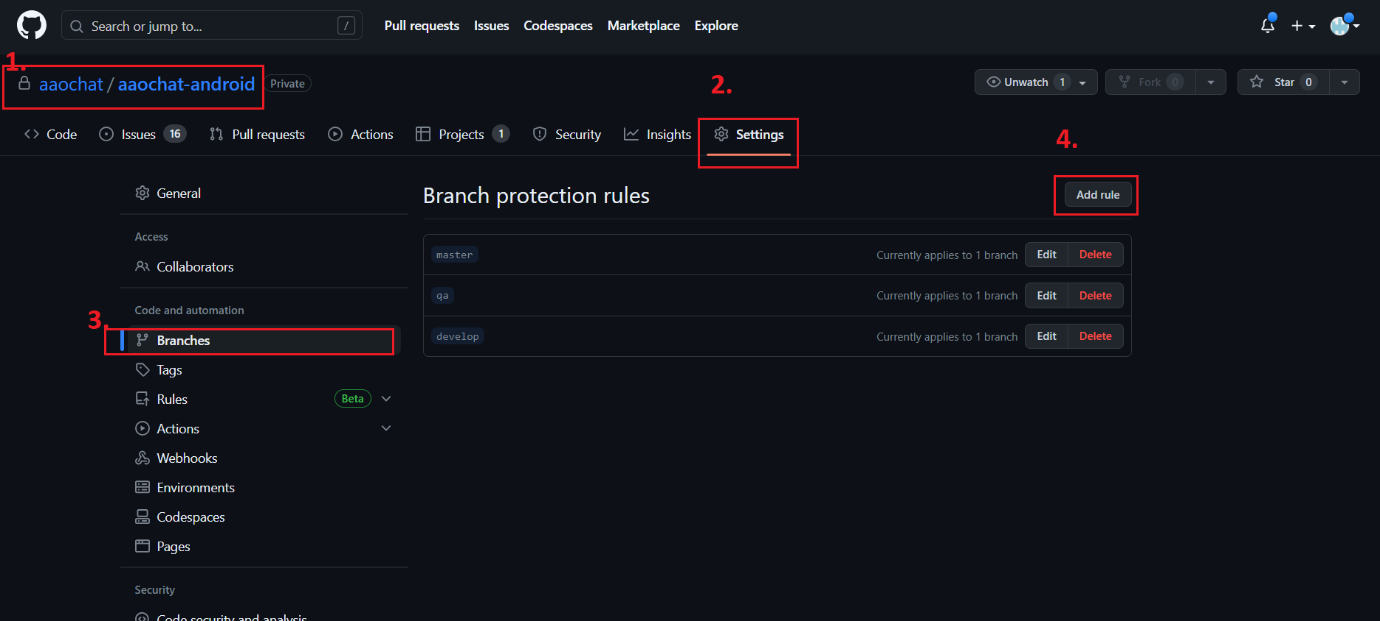 Search or jump to... / Pull requests Issues Codespaces Marketplace Explore
1.
aaochat / aaochat-android Private
2.
Unwatch 1 Fork 0 Star 0
Code Issues 16 Pull requests Actions Projects 1 Security Insights Settings
4.
General
Branch protection rules
Add rule
Access
Collaborators
master Currently applies to 1 branch Edit Delete
qa Currently applies to 1 branch Edit Delete
develop Currently applies to 1 branch Edit Delete
Code and automation
3.
Branches
Tags
Rules Beta
Actions
Webhooks
Environments
Codespaces
Pages
Security
Code security and analysis